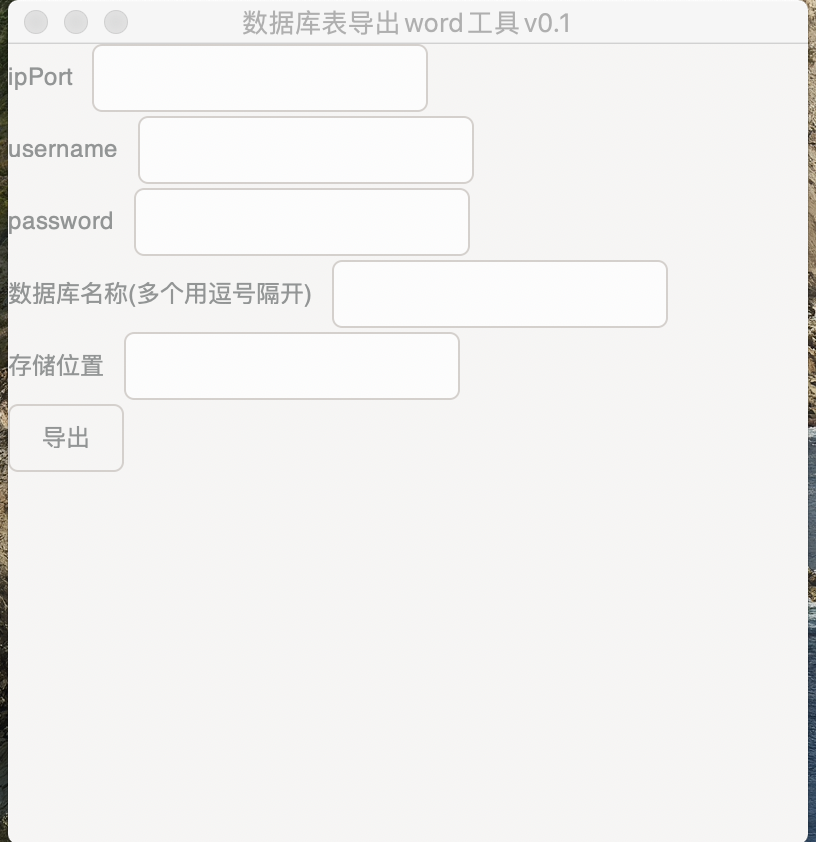 数据库表导出word工具v0.1
ipPort
username
password
数据库名称(多个用逗号隔开)
存储位置
导出